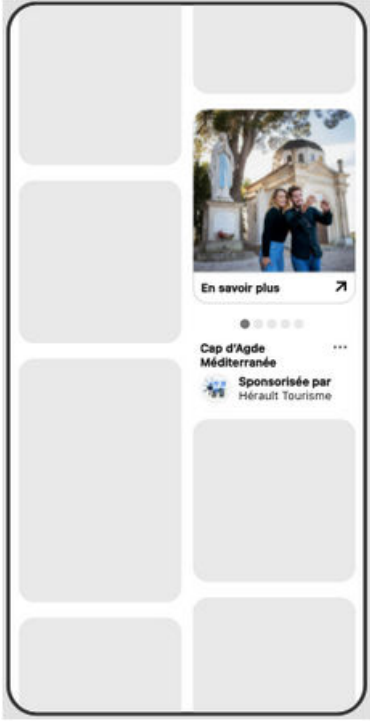 En savoir plus
Cap d'Agde
Méditerranée
Sponsorisée par
Hérault Tourisme